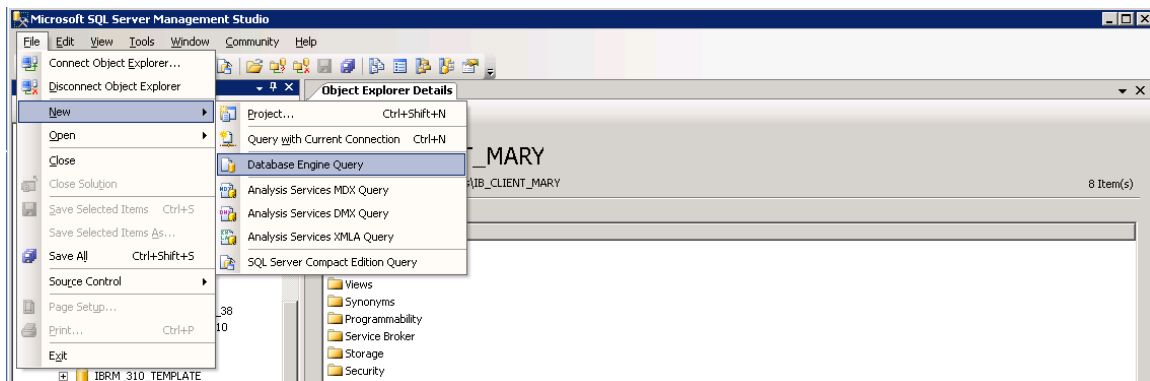 Microsoft SQL Server Management Studio
File Edit View Tools Window Community Help
Connect Object Explorer...
Disconnect Object Explorer
Object Explorer Details
New
Project... Ctrl+Shift+N
Open
Query with Current Connection Ctrl+N
Close
Database Engine Query
_MARY
Close Solution
Analysis Services MDX Query
\IB_CLIENT_MARY
8 Item(s)
Save Selected Items Ctrl+S
Analysis Services DMX Query
Save Selected Items As...
Analysis Services XMLA Query
Save All Ctrl+Shift+S
SQL Server Compact Edition Query
Source Control
Views
Page Setup...
_38
Synonyms
Print... Ctrl+P
10
Programmability
Service Broker
Exit
Storage
IBRM_310_TEMPLATE
Security